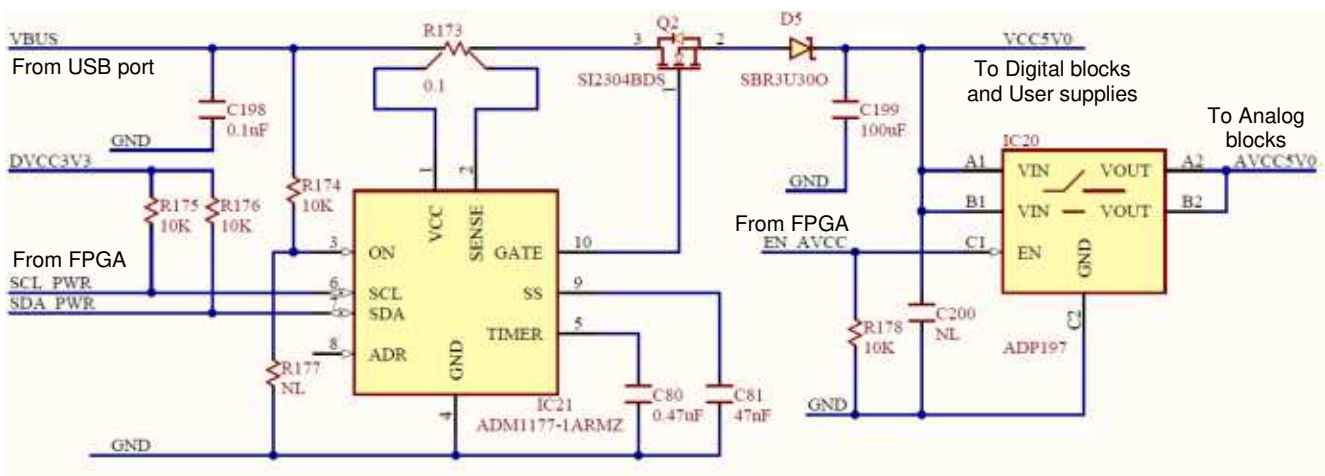 VBUS
From USB port
R173
0.1
3
Q2
2
SI2304BDS
1
D5
SBR3U30O
VCC5V0
To Digital blocks
and User supplies
To Analog
blocks
C198
0.1uF
GND
C199
100uF
GND
DVCC3V3
R175
10K
R176
10K
R174
10K
1
2
VCC
SENSE
3
ON
GATE
10
From FPGA
SCL_PWR
6
SCL
SS
9
SDA_PWR
SDA
TIMER
5
8
ADR
GND
4
R177
NL
IC21
ADM1177-1ARMZ
C80
0.47uF
C81
47nF
GND
IC20
A1
VIN
VOUT
A2
AVCC5V0
B1
VIN
VOUT
B2
From FPGA
EN_AVCC
C1
EN
GND
C2
R178
10K
C200
NL
ADP197
GND